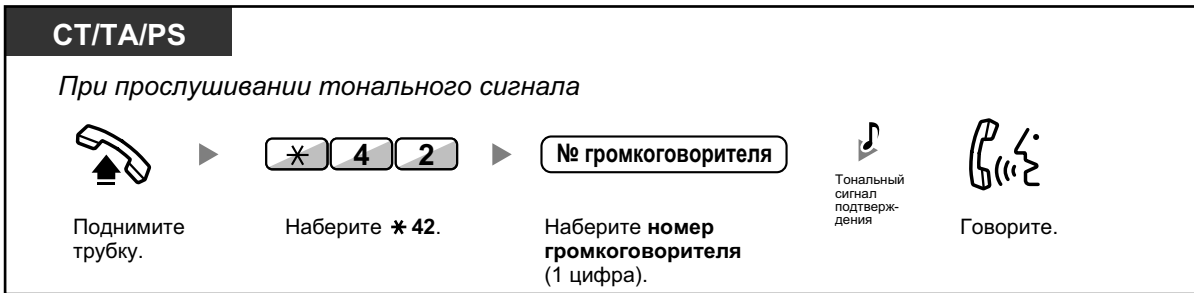 CT/TA/PS
При прослушивании тонального сигнала
* 4 2
№ громкоговорителя
Тональный
сигнал
подтверж-
дения
Поднимите
трубку.
Наберите * 42.
Наберите номер
громкоговорителя
(1 цифра).
Говорите.